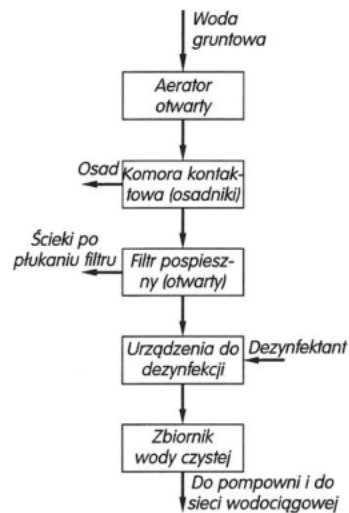 Woda
gruntowa
Aerator
otwarty
Osad
Komora kontak-
towa (osadniki)
Ścieki po
płukaniu filtru
Filtr pospiesz-
ny (otwarty)
Urządzenia do
dezynfekcji
Dezynfektant
Zbiornik
wody czystej
Do pompowni i do
sieci wodociągowej